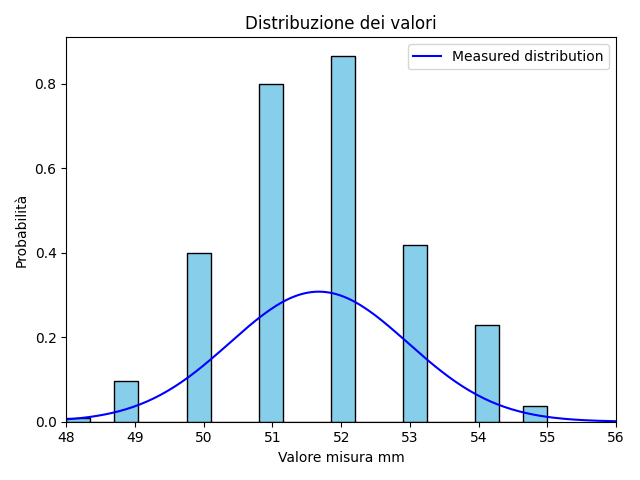 Distribuzione dei valori
Measured distribution
Probabilità
0.8
0.6
0.4
0.2
0.0
48 49 50 51 52 53 54 55 56
Valore misura mm